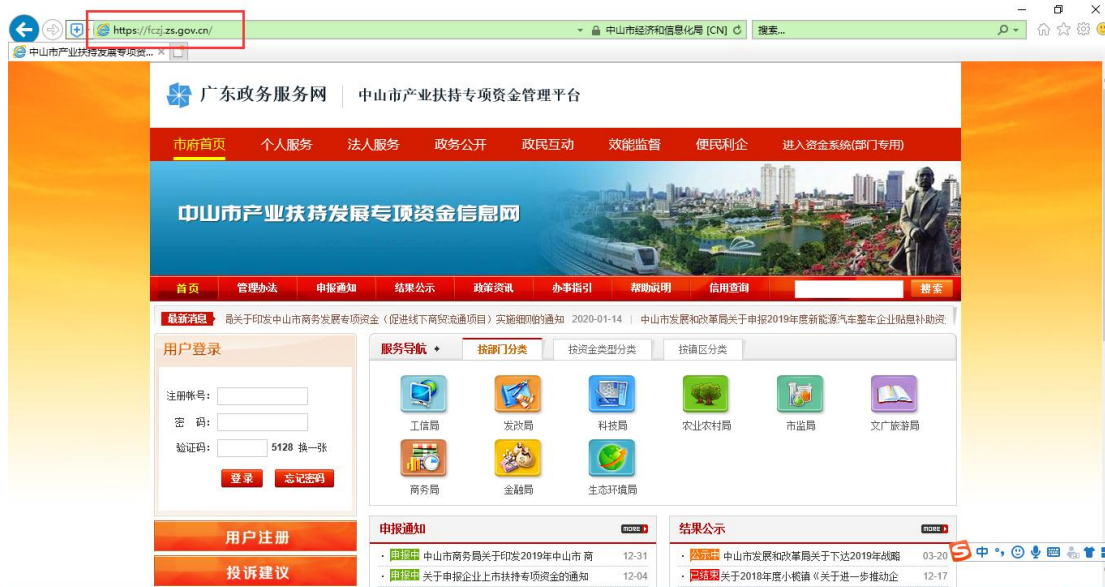 https://fczj.zs.gov.cn/
中山市经济和信息化局 [CN]
搜索...
中山市产业扶持发展专项资...
广东政务服务网
中山市产业扶持专项资金管理平台
市府首页 个人服务 法人服务 政务公开 政民互动 效能监督 便民利企 进入资金系统(部门专用)
中山市产业扶持发展专项资金信息网
首页 管理办法 申报通知 结果公示 政策资讯 办事指引 帮助说明 信用查询 搜索
最新消息 局关于印发中山市商务发展专项资金（促进线下商贸流通项目）实施细则的通知 2020-01-14 | 中山市发展和改革局关于申报2019年度新能源汽车整车企业贴息补助资
用户登录
注册帐号：
密 码：
验证码： 5128 换一张
登录 忘记密码
用户注册
投诉建议
服务导航 按部门分类 按资金类型分类 按镇区分类
工信局 发改局 科技局 农业农村局 市监局 文广旅游局
商务局 金融局 生态环境局
申报通知 MORE
· 申报中 中山市商务局关于印发2019年中山市 商 12-31
· 申报中 关于申报企业上市扶持专项资金的通知 12-04
结果公示 MORE
· 公示中 中山市发展和改革局关于下达2019年战略 03-20
· 已结束 关于2018年度小榄镇《关于进一步推动企 12-17
中